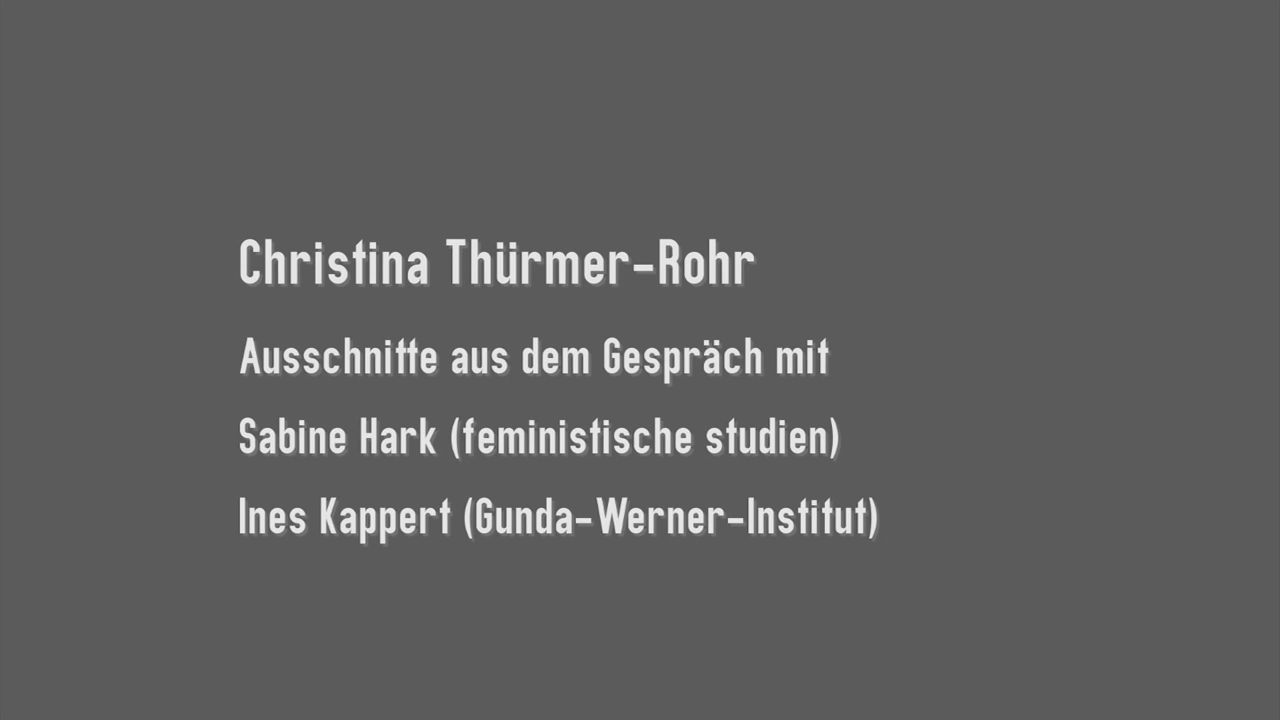 Christina Thürmer-Rohr
Ausschnitte aus dem Gespräch mit
Sabine Hark (feministische studien)
Ines Kappert (Gunda-Werner-Institut)